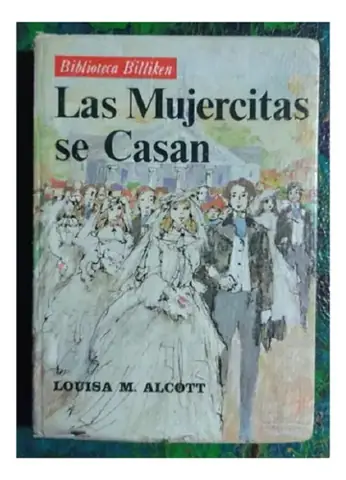 Biblioteca Billiken
Las Mujercitas
se Casan
LOUISA M. ALCOTT